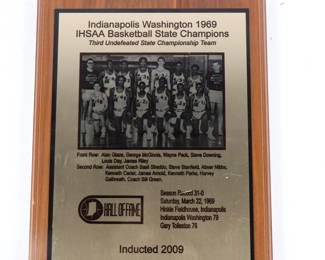 Indianapolis Washington 1969
IHSAA Basketball State Champions
Third Undefeated State Championship Team
Front Row: Alan Glaze, George McGinnis, Wayne Pack, Steve Downing,
Louis Day, James Riley
Second Row: Assistant Coach Basil Sfreddo, Steve Stanfield, Abner Nibbs,
Kenneth Carter, James Arnold, Kenneth Parks, Harvey
Galbreath, Coach Bill Green.
HALL OF FAME
Season Record 31-0
Saturday, March 22, 1969
Hinkle Fieldhouse, Indianapolis
Indianapolis Washington 79
Gary Tolleston 76
Inducted 2009